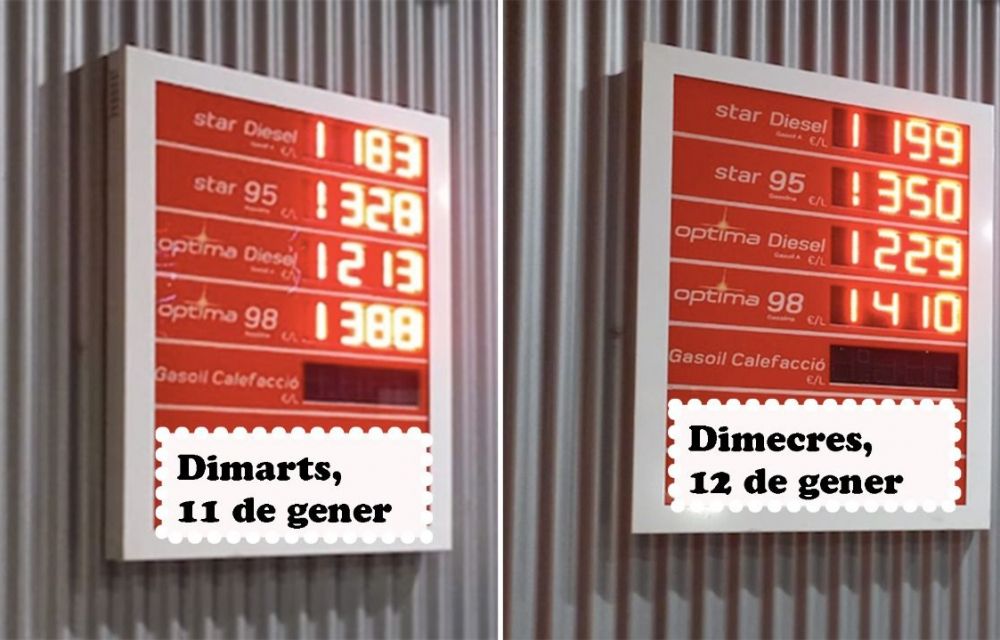 star Diesel 1 183
Gasoil A €/L
star 95 1 328
Gasolina €/L
optima Diesel 1 213
Gasoil A €/L
optima 98 1 388
Gasolina €/L
Gasoil Calefacció
€/L
Dimarts,
11 de gener
star Diesel 1 199
Gasoil A €/L
star 95 1 350
Gasolina €/L
optima Diesel 1 229
Gasoil A €/L
optima 98 1 410
Gasolina €/L
Gasoil Calefacció
€/L
Dimecres,
12 de gener